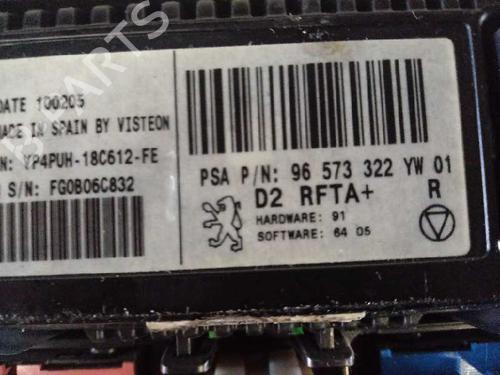 DATE 100205
MADE IN SPAIN BY VISTEON
N: YP4PUH-18C612-FE
S/N: FG0B06C832
PSA P/N: 96 573 322 YW 01
D2 RFTA+ R
HARDWARE: 91
SOFTWARE: 64 05
PARTS